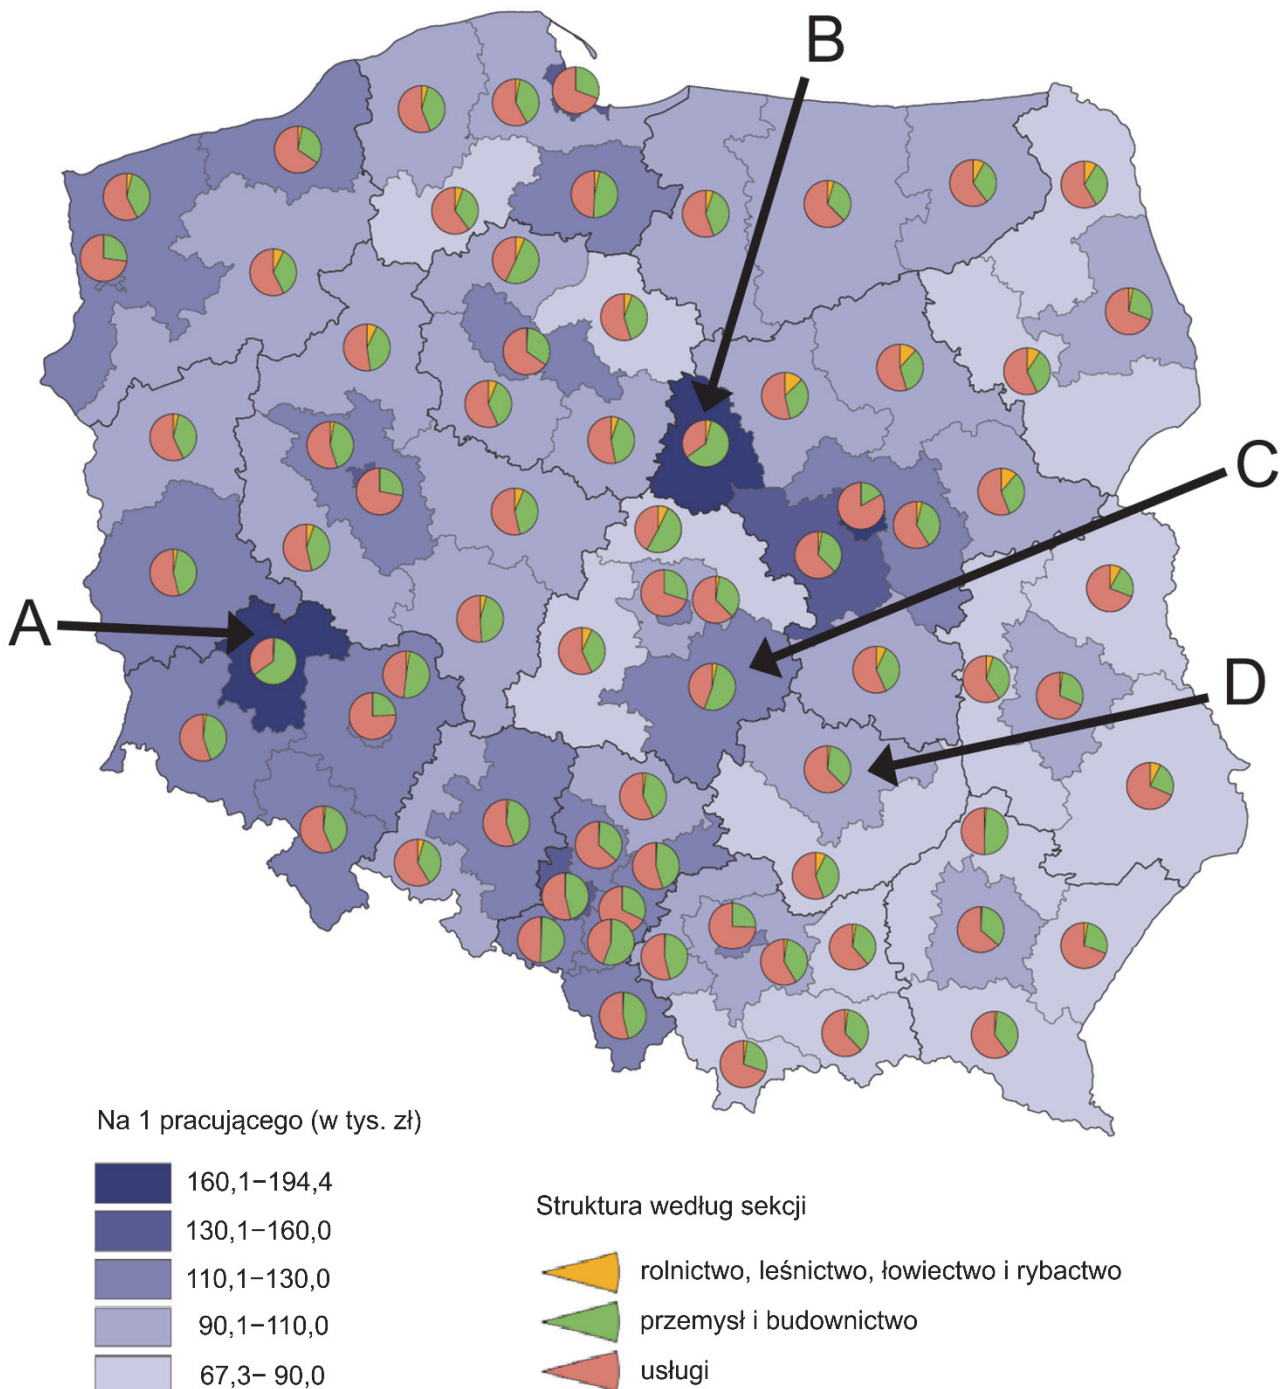 B
C
A
D
Na 1 pracującego (w tys. zł)
160,1−194,4
130,1−160,0
110,1−130,0
90,1−110,0
67,3− 90,0
Struktura według sekcji
rolnictwo, leśnictwo, łowiectwo i rybactwo
przemysł i budownictwo
usługi